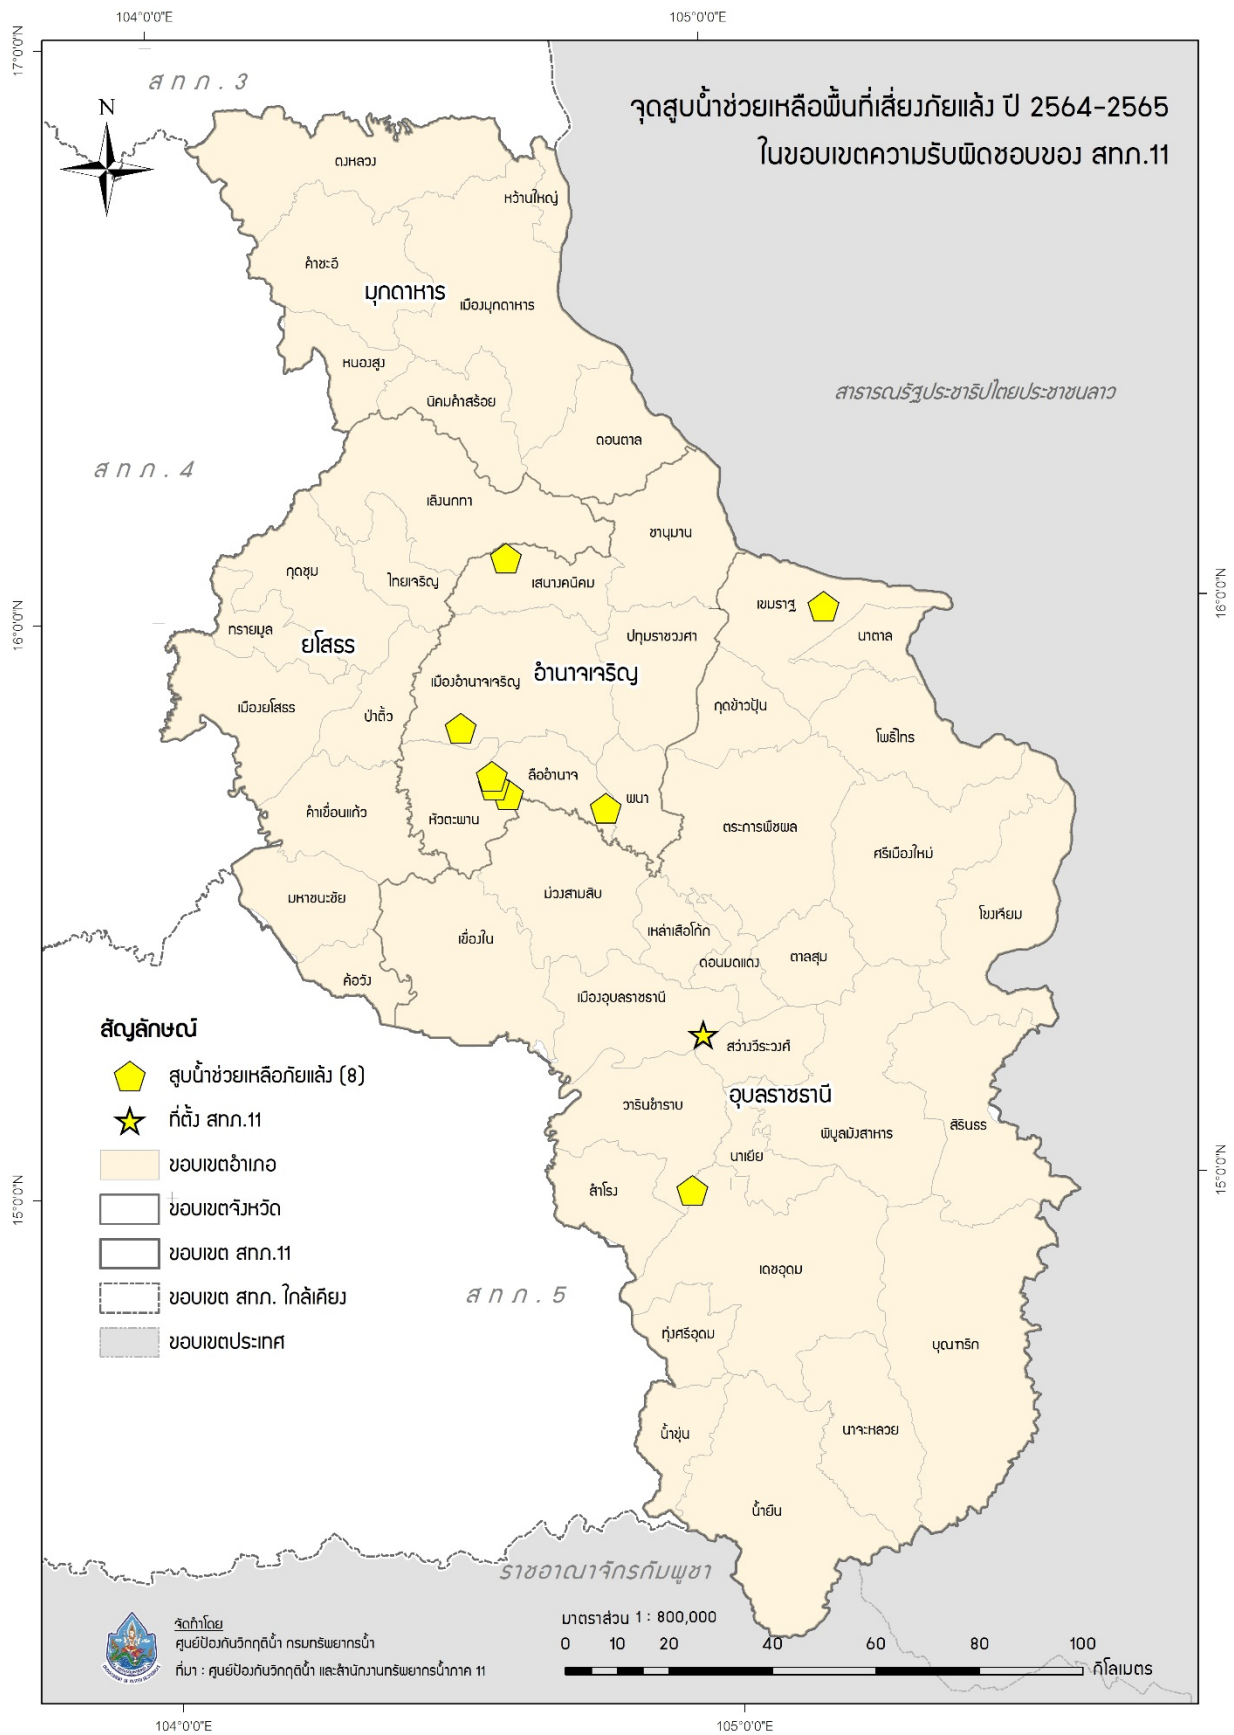 104°0'0"E
105°0'0"E
17°0'0"N
สทภ.3
N
จุดสูบน้ำช่วยเหลือพื้นที่เสี่ยงภัยแล้ง ปี 2564-2565
ในขอบเขตความรับผิดชอบของ สทภ.11
ดงหลวง
หว้านใหญ่
คำชะอี
มุกดาหาร
เมืองมุกดาหาร
หนองสูง
นิคมคำสร้อย
สาธารณรัฐประชาธิปไตยประชาชนลาว
ดอนตาล
สทภ.4
เลิงนกทา
ชานุมาน
กุดชุม
ไทยเจริญ
เสนางคนิคม
16°0'0"N
เขมราฐ
16°0'0"N
ทรายมูล
ปทุมราชวงศา
นาตาล
ยโสธร
อำนาจเจริญ
เมืองอำนาจเจริญ
เมืองยโสธร
ป่าติ้ว
กุดข้าวปุ้น
โพธิ์ไทร
ลืออำนาจ
พนา
คำเขื่อนแก้ว
หัวตะพาน
ตระการพืชผล
ศรีเมืองใหม่
มหาชนะชัย
ม่วงสามสิบ
โขงเจียม
เขื่องใน
เหล่าเสือโก้ก
ดอนมดแดง
ตาลสุม
ค้อวัง
เมืองอุบลราชธานี
สัญลักษณ์
สว่างวีระวงศ์
สูบน้ำช่วยเหลือภัยแล้ง (8)
อุบลราชธานี
วารินชำราบ
ที่ตั้ง สทภ.11
พิบูลมังสาหาร
สิรินธร
ขอบเขตอำเภอ
นาเยีย
15°0'0"N
สำโรง
15°0'0"N
ขอบเขตจังหวัด
ขอบเขต สทภ.11
เดชอุดม
ขอบเขต สทภ. ใกล้เคียง
สทภ.5
ขอบเขตประเทศ
ทุ่งศรีอุดม
บุณฑริก
น้ำขุ่น
นาจะหลวย
น้ำยืน
ราชอาณาจักรกัมพูชา
จัดทำโดย
ศูนย์ป้องกันวิกฤติน้ำ กรมทรัพยากรน้ำ
ที่มา : ศูนย์ป้องกันวิกฤติน้ำ และสำนักงานทรัพยากรน้ำภาค 11
มาตราส่วน 1 : 800,000
0 10 20 40 60 80 100
กิโลเมตร
104°0'0"E
105°0'0"E